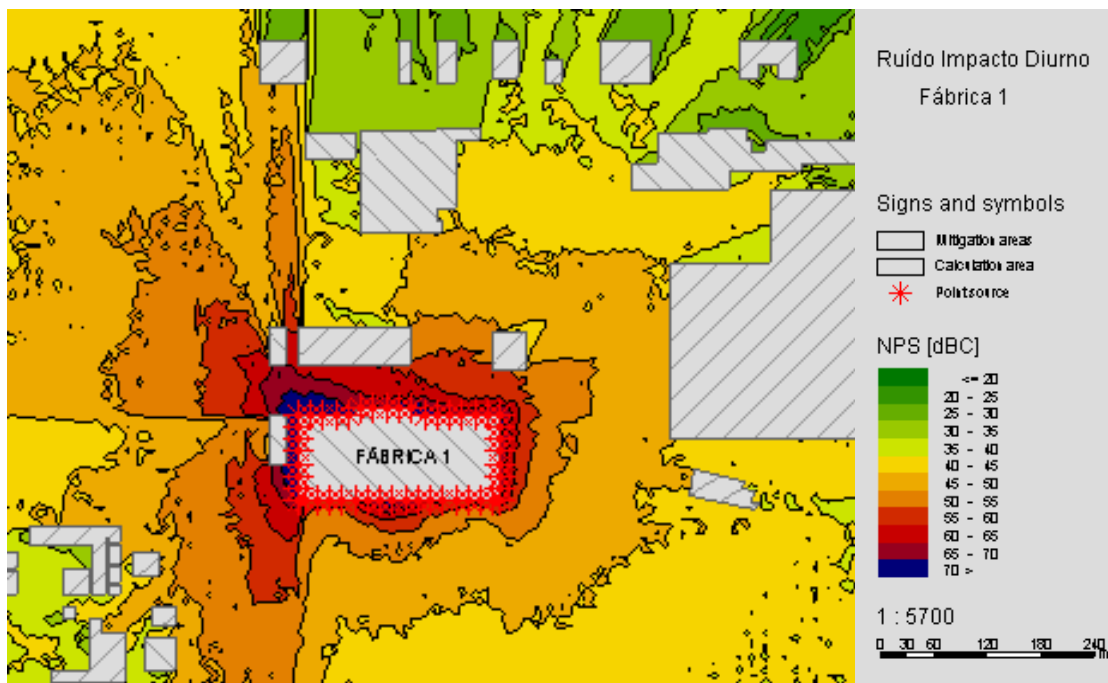 Ruído Impacto Diurno
Fábrica 1
Signs and symbols
Mitigation areas
Calculation area
Point source
NPS [dBC]
<= 20
20 - 25
25 - 30
30 - 35
35 - 40
40 - 45
45 - 50
50 - 55
55 - 60
60 - 65
65 - 70
70 >
1 : 5700
0 30 60 120 180 240
m
FÁBRICA 1